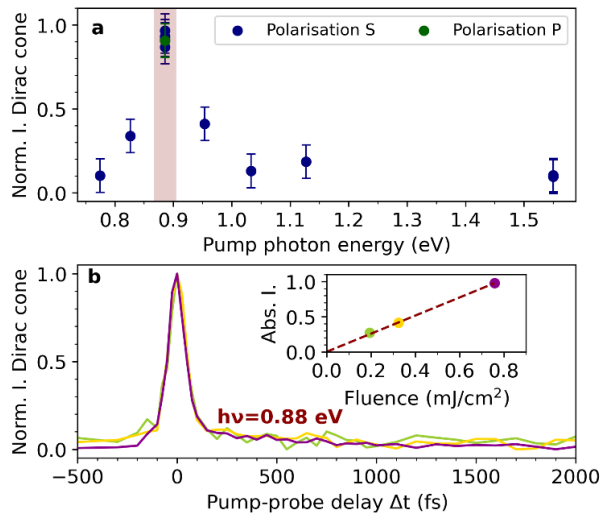 a
Polarisation S
Polarisation P
Norm. I. Dirac cone
1.0
0.5
0.0
0.8 0.9 1.0 1.1 1.2 1.3 1.4 1.5
Pump photon energy (eV)
b
Norm. I. Dirac cone
1.0
0.5
0.0
Abs. I.
1.0
0.5
0.0
0.0 0.2 0.4 0.6 0.8
Fluence (mJ/cm²)
hν=0.88 eV
−500 0 500 1000 1500 2000
Pump-probe delay Δt (fs)